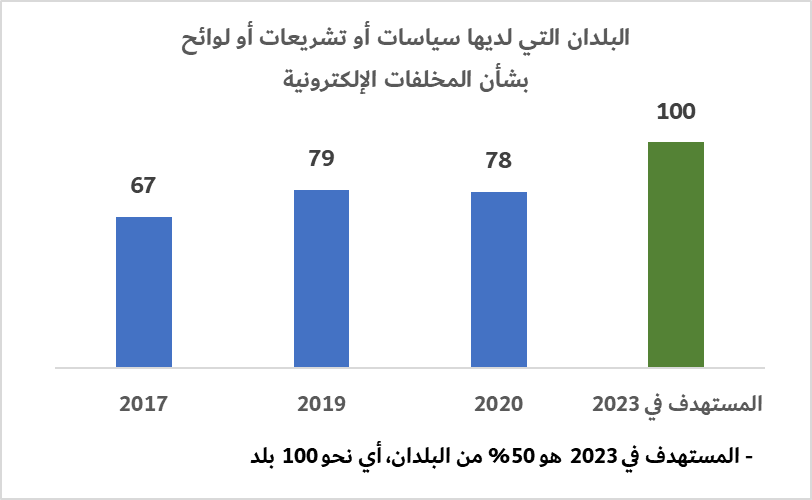 البلدان التي لديها سياسات أو تشريعات أو لوائح
بشأن المخلفات الإلكترونية
67
79
78
100
2017
2019
2020
المستهدف في 2023
- المستهدف في 2023 هو 50% من البلدان، أي نحو 100 بلد